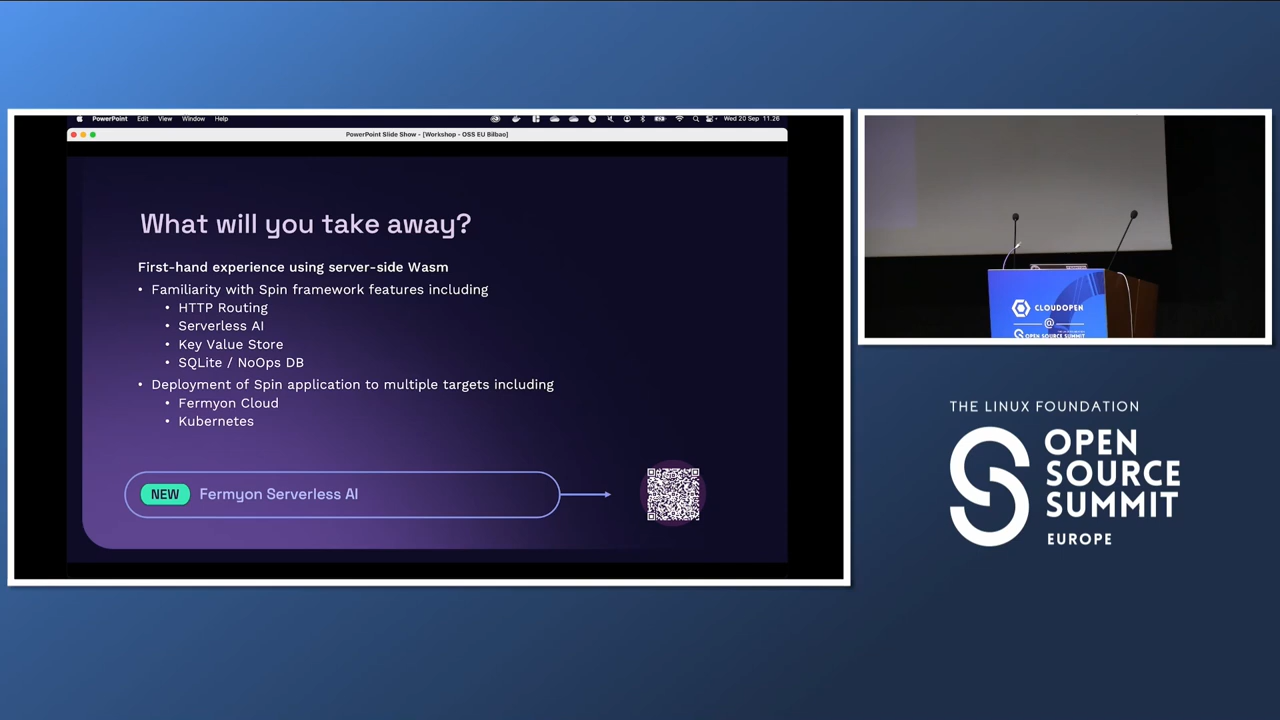 PowerPoint Edit View Window Help Wed 20 Sep 11.26
PowerPoint Slide Show - [Workshop - OSS EU Bilbao]
What will you take away?
First-hand experience using server-side Wasm
• Familiarity with Spin framework features including
• HTTP Routing
• Serverless AI
• Key Value Store
• SQLite / NoOps DB
• Deployment of Spin application to multiple targets including
• Fermyon Cloud
• Kubernetes
NEW Fermyon Serverless AI
CLOUDOPEN
@
OPEN SOURCE SUMMIT
THE LINUX FOUNDATION
OPEN
SOURCE
SUMMIT
EUROPE